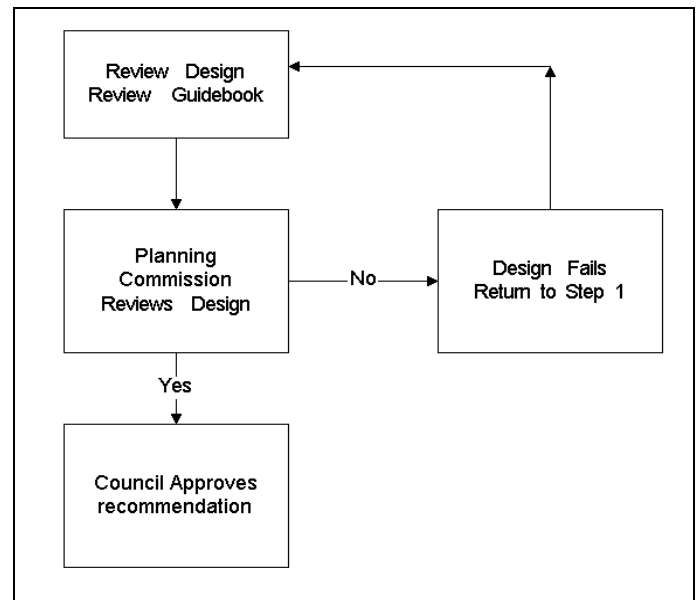 Review Design
Review Guidebook
Planning
Commission
Reviews Design
No
Design Fails
Return to Step 1
Yes
Council Approves
recommendation